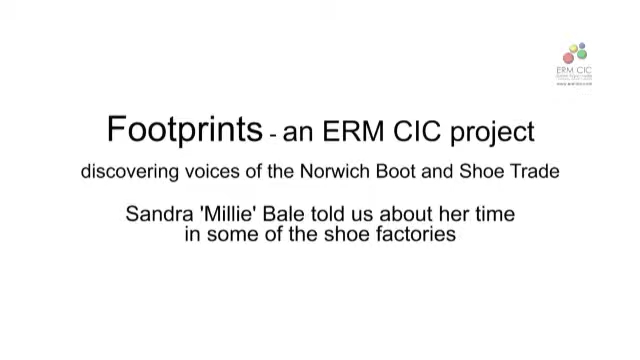 ERM CIC
Footprints - an ERM CIC project
discovering voices of the Norwich Boot and Shoe Trade
Sandra 'Millie' Bale told us about her time
in some of the shoe factories